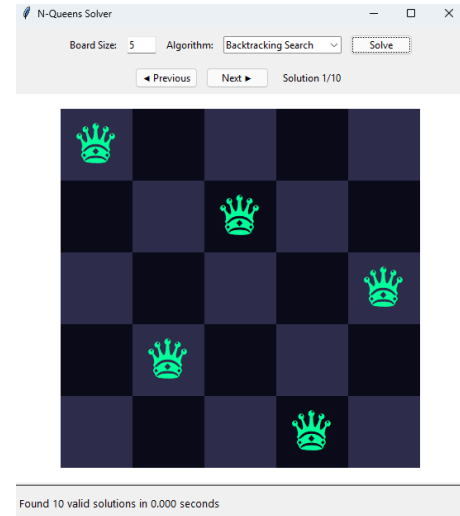 N-Queens Solver
Board Size: 5 Algorithm: Backtracking Search Solve
◄ Previous Next ► Solution 1/10
Found 10 valid solutions in 0.000 seconds